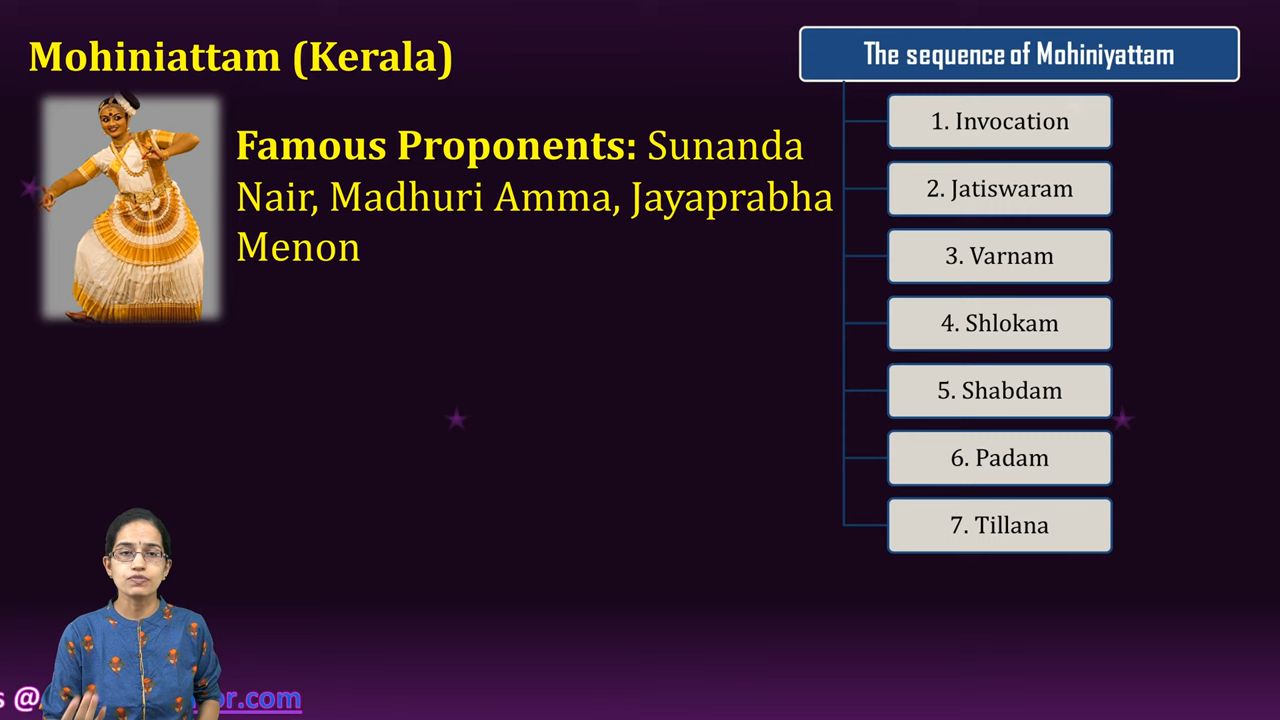 Mohiniattam (Kerala)
Famous Proponents: Sunanda
Nair, Madhuri Amma, Jayaprabha
Menon
The sequence of Mohiniyattam
1. Invocation
2. Jatiswaram
3. Varnam
4. Shlokam
5. Shabdam
6. Padam
7. Tillana
s @ or.com